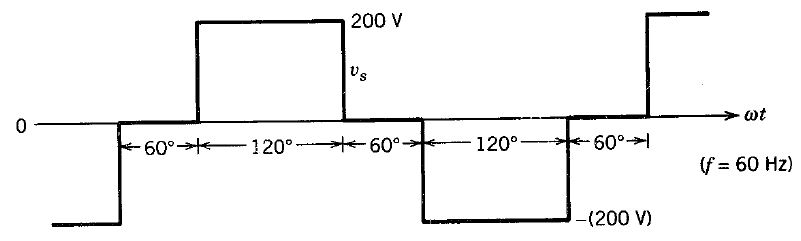 200 V
v_s
0
ωt
60°
120°
60°
120°
60°
(f = 60 Hz)
−(200 V)